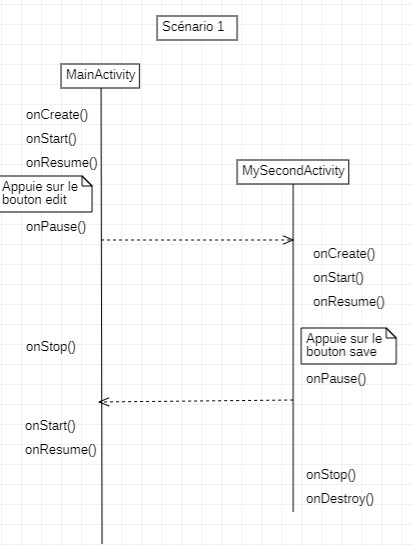 Scénario 1
MainActivity
onCreate()
onStart()
onResume()
MySecondActivity
Appuie sur le
bouton edit
onPause()
onCreate()
onStart()
onResume()
Appuie sur le
bouton save
onStop()
onPause()
onStart()
onResume()
onStop()
onDestroy()